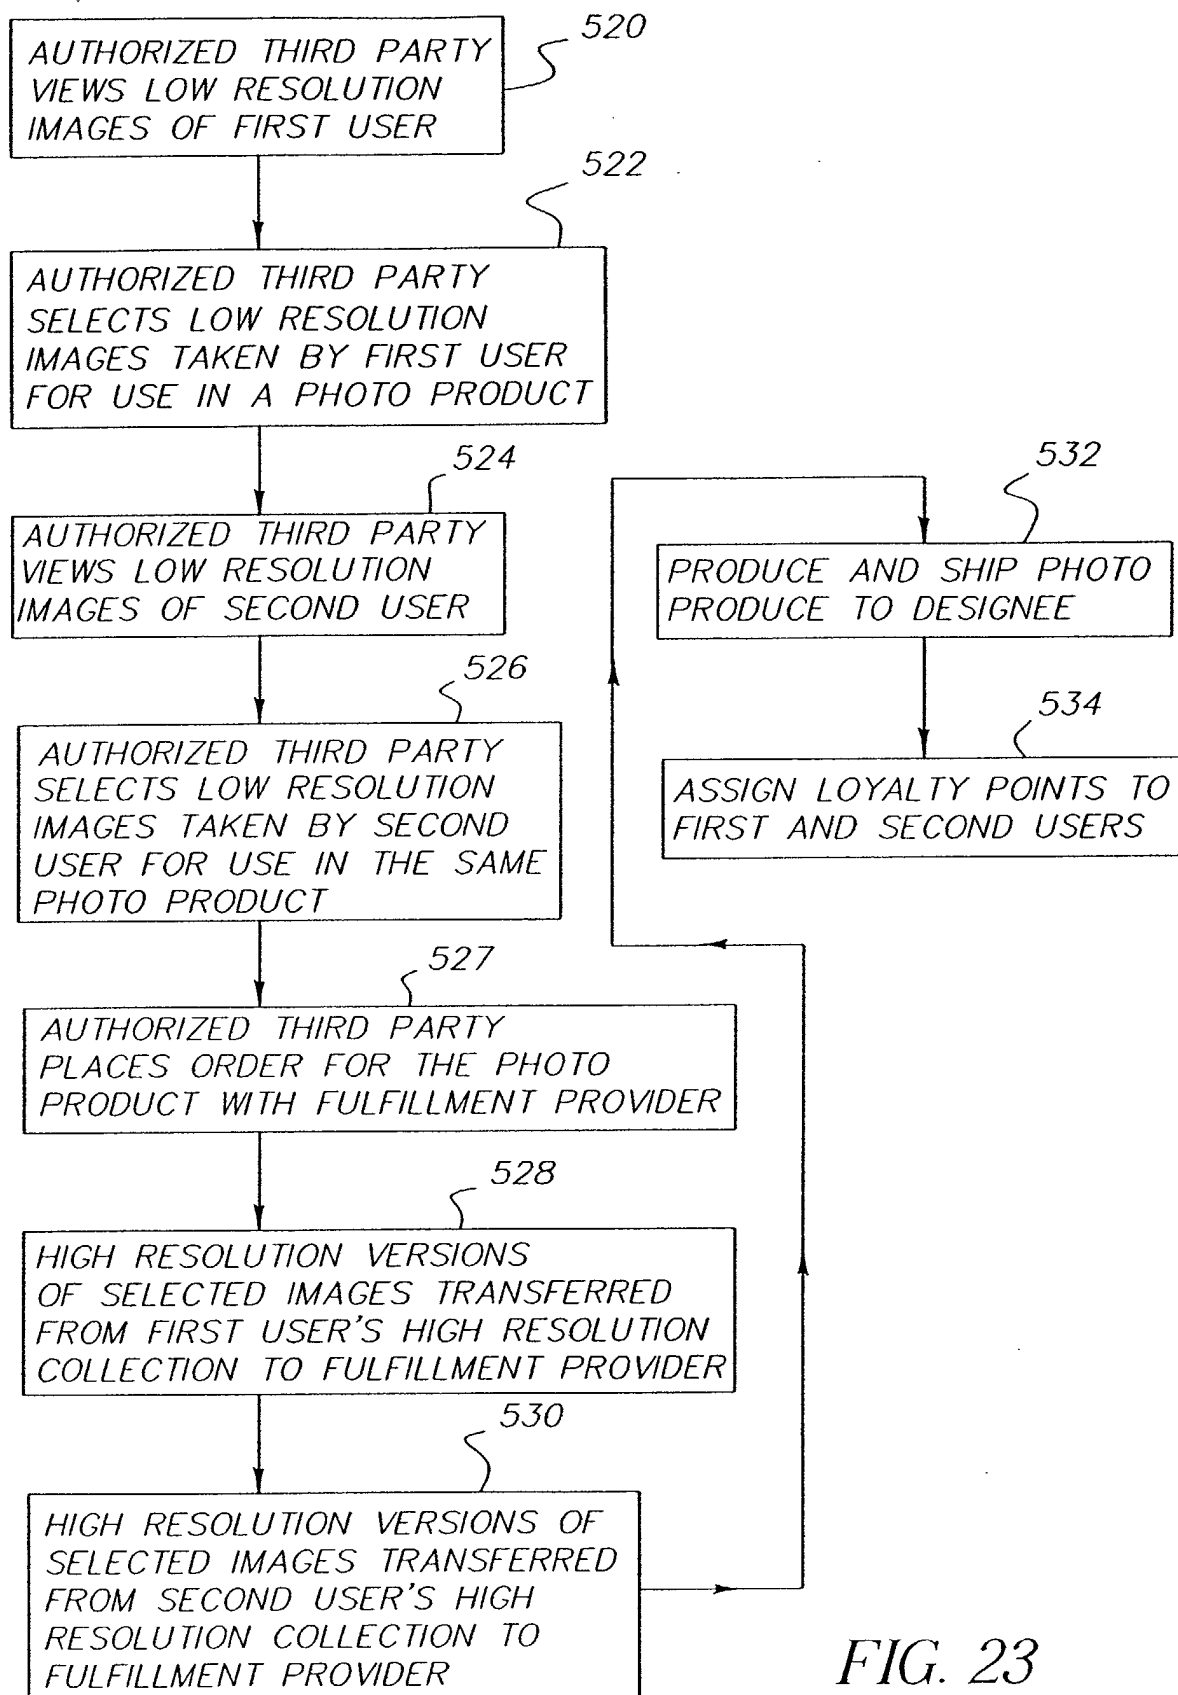 520
AUTHORIZED THIRD PARTY
VIEWS LOW RESOLUTION
IMAGES OF FIRST USER
522
AUTHORIZED THIRD PARTY
SELECTS LOW RESOLUTION
IMAGES TAKEN BY FIRST USER
FOR USE IN A PHOTO PRODUCT
524
AUTHORIZED THIRD PARTY
VIEWS LOW RESOLUTION
IMAGES OF SECOND USER
526
AUTHORIZED THIRD PARTY
SELECTS LOW RESOLUTION
IMAGES TAKEN BY SECOND
USER FOR USE IN THE SAME
PHOTO PRODUCT
527
AUTHORIZED THIRD PARTY
PLACES ORDER FOR THE PHOTO
PRODUCT WITH FULFILLMENT PROVIDER
528
HIGH RESOLUTION VERSIONS
OF SELECTED IMAGES TRANSFERRED
FROM FIRST USER'S HIGH RESOLUTION
COLLECTION TO FULFILLMENT PROVIDER
530
HIGH RESOLUTION VERSIONS OF
SELECTED IMAGES TRANSFERRED
FROM SECOND USER'S HIGH
RESOLUTION COLLECTION TO
FULFILLMENT PROVIDER
532
PRODUCE AND SHIP PHOTO
PRODUCE TO DESIGNEE
534
ASSIGN LOYALTY POINTS TO
FIRST AND SECOND USERS
FIG. 23